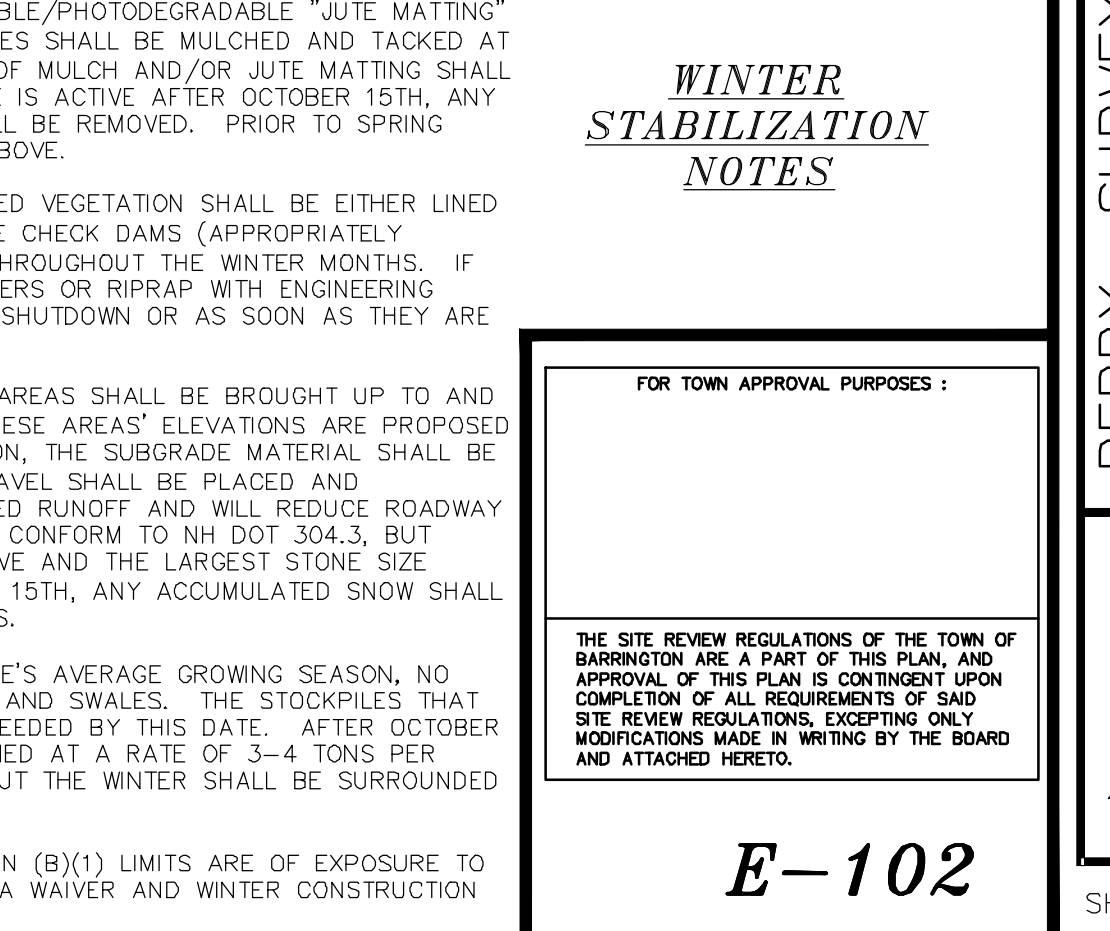 BLE/PHOTODEGRADABLE "JUTE MATTING"
ES SHALL BE MULCHED AND TACKED AT
OF MULCH AND/OR JUTE MATTING SHALL
E IS ACTIVE AFTER OCTOBER 15TH, ANY
LL BE REMOVED. PRIOR TO SPRING
BOVE.
ED VEGETATION SHALL BE EITHER LINED
E CHECK DAMS (APPROPRIATELY
HROUGHOUT THE WINTER MONTHS. IF
ERS OR RIPRAP WITH ENGINEERING
SHUTDOWN OR AS SOON AS THEY ARE
AREAS SHALL BE BROUGHT UP TO AND
ESE AREAS' ELEVATIONS ARE PROPOSED
ON, THE SUBGRADE MATERIAL SHALL BE
AVEL SHALL BE PLACED AND
ED RUNOFF AND WILL REDUCE ROADWAY
CONFORM TO NH DOT 304.3, BUT
VE AND THE LARGEST STONE SIZE
15TH, ANY ACCUMULATED SNOW SHALL
S.
E'S AVERAGE GROWING SEASON, NO
AND SWALES. THE STOCKPILES THAT
EEDED BY THIS DATE. AFTER OCTOBER
HED AT A RATE OF 3-4 TONS PER
UT THE WINTER SHALL BE SURROUNDED
N (B)(1) LIMITS ARE OF EXPOSURE TO
A WAIVER AND WINTER CONSTRUCTION
WINTER
STABILIZATION
NOTES
FOR TOWN APPROVAL PURPOSES :
THE SITE REVIEW REGULATIONS OF THE TOWN OF
BARRINGTON ARE A PART OF THIS PLAN, AND
APPROVAL OF THIS PLAN IS CONTINGENT UPON
COMPLETION OF ALL REQUIREMENTS OF SAID
SITE REVIEW REGULATIONS, EXCEPTING ONLY
MODIFICATIONS MADE IN WRITING BY THE BOARD
AND ATTACHED HERETO.
E-102
SH